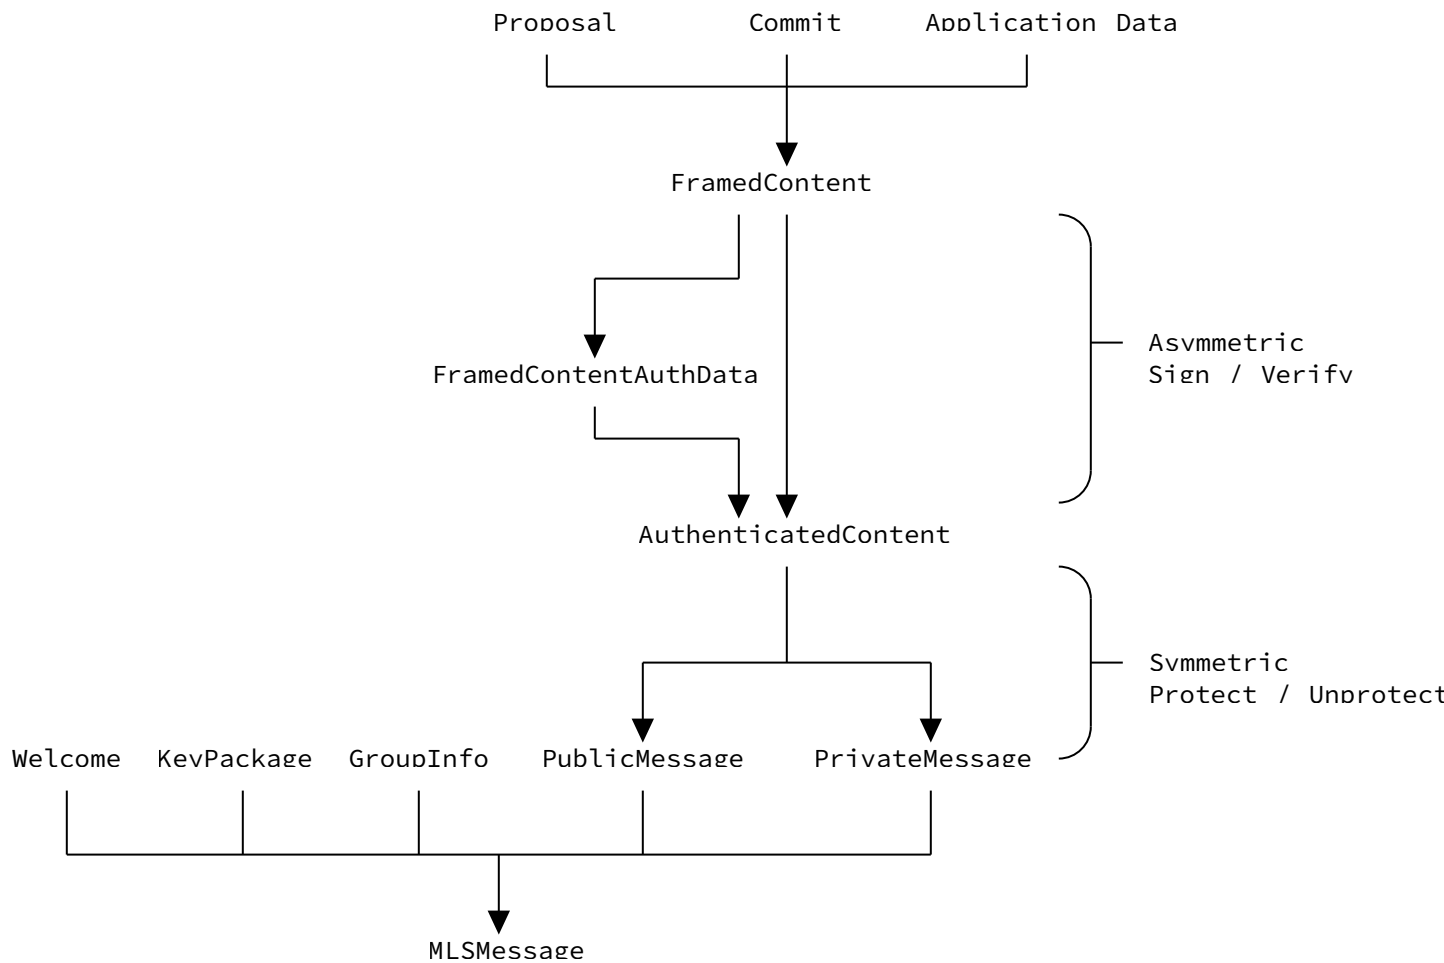 Proposal Commit Application Data
FramedContent
Asymmetric
FramedContentAuthData Sign / Verify
AuthenticatedContent
Symmetric
Protect / Unprotect
Welcome KeyPackage GroupInfo PublicMessage PrivateMessage
MLSMessage